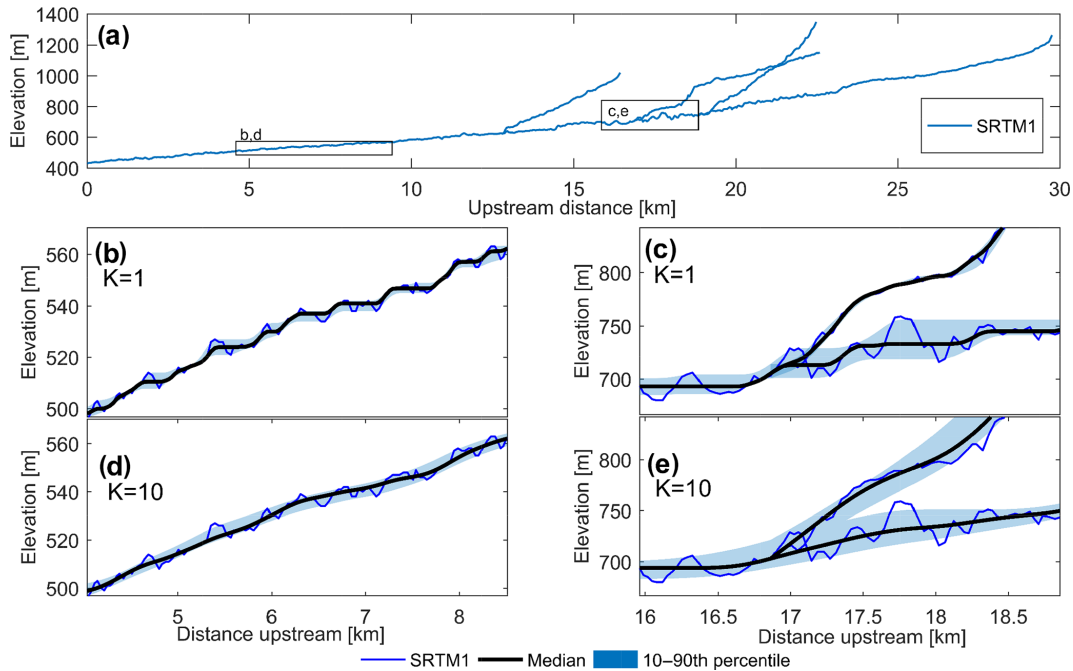 (a)
Elevation [m]
1400
1200
1000
800
600
400
b,d
c,e
SRTM1
0 5 10 15 20 25 30
Upstream distance [km]
(b)
K=1
Elevation [m]
560
540
520
500
(c)
K=1
Elevation [m]
800
750
700
(d)
K=10
Elevation [m]
560
540
520
500
5 6 7 8
Distance upstream [km]
(e)
K=10
Elevation [m]
800
750
700
16 16.5 17 17.5 18 18.5
Distance upstream [km]
SRTM1 Median 10–90th percentile